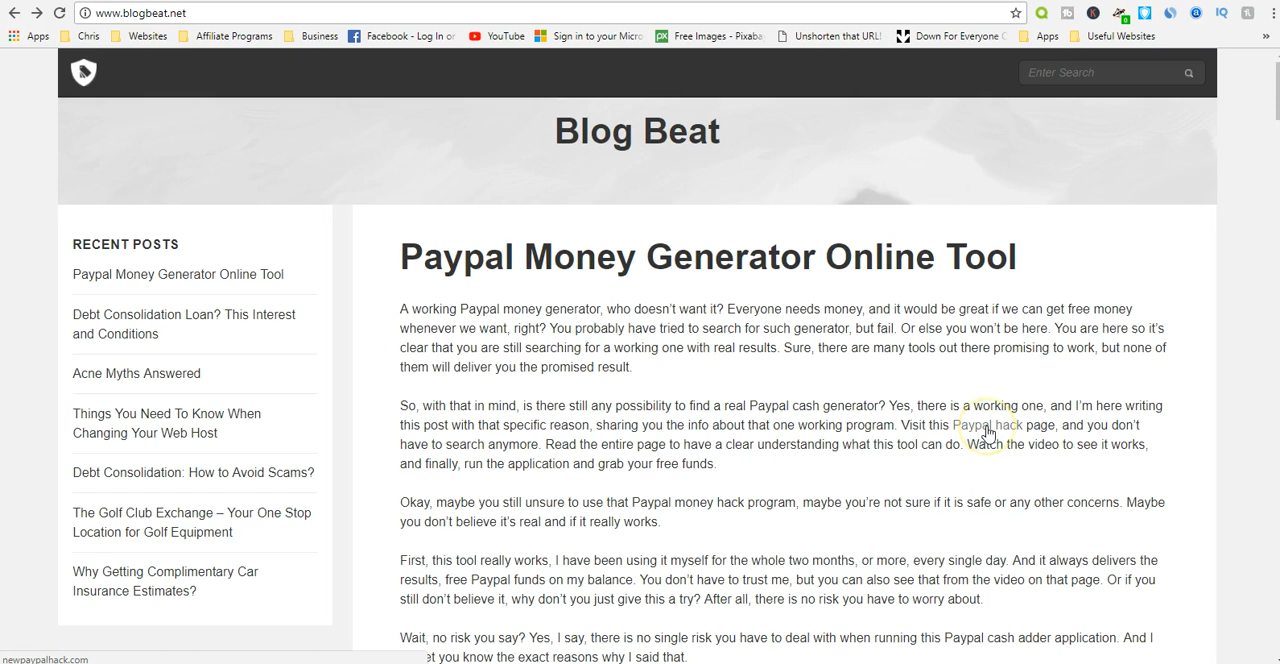 www.blogbeat.net
Apps Chris Websites Affiliate Programs Business Facebook - Log In or YouTube Sign in to your Micro Free Images - Pixaba Unshorten that URL! Down For Everyone Apps Useful Websites »
Enter Search
Blog Beat
RECENT POSTS
Paypal Money Generator Online Tool
Debt Consolidation Loan? This Interest
and Conditions
Acne Myths Answered
Things You Need To Know When
Changing Your Web Host
Debt Consolidation: How to Avoid Scams?
The Golf Club Exchange – Your One Stop
Location for Golf Equipment
Why Getting Complimentary Car
Insurance Estimates?
Paypal Money Generator Online Tool
A working Paypal money generator, who doesn't want it? Everyone needs money, and it would be great if we can get free money
whenever we want, right? You probably have tried to search for such generator, but fail. Or else you won't be here. You are here so it's
clear that you are still searching for a working one with real results. Sure, there are many tools out there promising to work, but none of
them will deliver you the promised result.
So, with that in mind, is there still any possibility to find a real Paypal cash generator? Yes, there is a working one, and I'm here writing
this post with that specific reason, sharing you the info about that one working program. Visit this Paypal hack page, and you don't
have to search anymore. Read the entire page to have a clear understanding what this tool can do. Watch the video to see it works,
and finally, run the application and grab your free funds.
Okay, maybe you still unsure to use that Paypal money hack program, maybe you're not sure if it is safe or any other concerns. Maybe
you don't believe it's real and if it really works.
First, this tool really works, I have been using it myself for the whole two months, or more, every single day. And it always delivers the
results, free Paypal funds on my balance. You don't have to trust me, but you can also see that from the video on that page. Or if you
still don't believe it, why don't you just give this a try? After all, there is no risk you have to worry about.
Wait, no risk you say? Yes, I say, there is no single risk you have to deal with when running this Paypal cash adder application. And I
et you know the exact reasons why I said that.
newpaypalhack.com